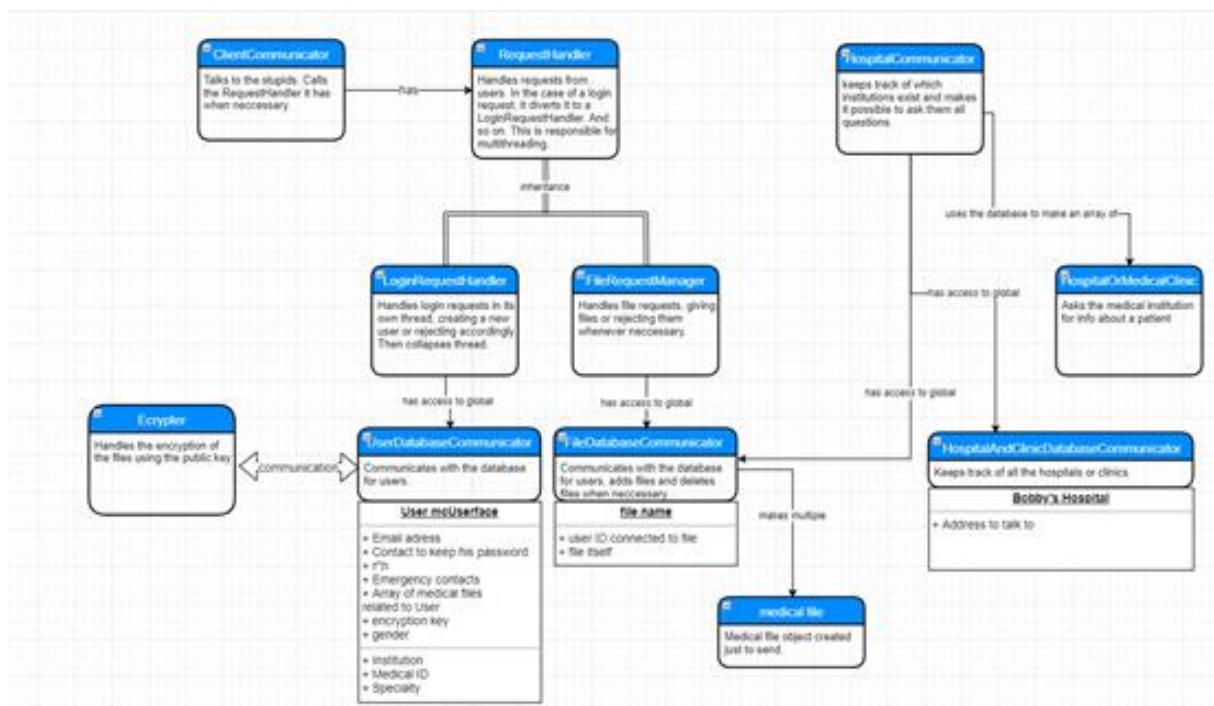 ClientCommunicator
Talks to the stupids. Calls
the RequestHandler it has
when neccessary.
has
RequestHandler
Handles requests from
users. In the case of a login
request, it diverts it to a
LoginRequestHandler. And
so on. This is responsible for
multithreading.
HospitalCommunicator
keeps track of which
institutions exist and makes
it possible to ask them all
questions.
inheritance
uses the database to make an array of
LoginRequestHandler
Handles login requests in its
own thread, creating a new
user or rejecting accordingly.
Then collapses thread.
FileRequestManager
Handles file requests, giving
files or rejecting them
whenever neccessary.
has access to global
HospitalOrMedicalClinic
Asks the medical institution
for info about a patient
has access to global
has access to global
has access to global
Ecrypter
Handles the encryption of
the files using the public key
communication
UserDatabaseCommunicator
Communicates with the database
for users.
User mcUserface
+ Email adress
+ Contact to keep his password
+ Emergency contacts
+ Array of medical files
related to User
+ encryption key
+ gender
+ Institution
+ Medical ID
+ Specialty
FileDatabaseCommunicator
Communicates with the database
for users, adds files and deletes
files when neccessary
file name
+ user ID connected to file
+ file itself
makes multiple
HospitalAndClinicDatabaseCommunicator
Keeps track of all the hospitals or clinics
Bobby's Hospital
+ Address to talk to
medical file
Medical file object created
just to send.